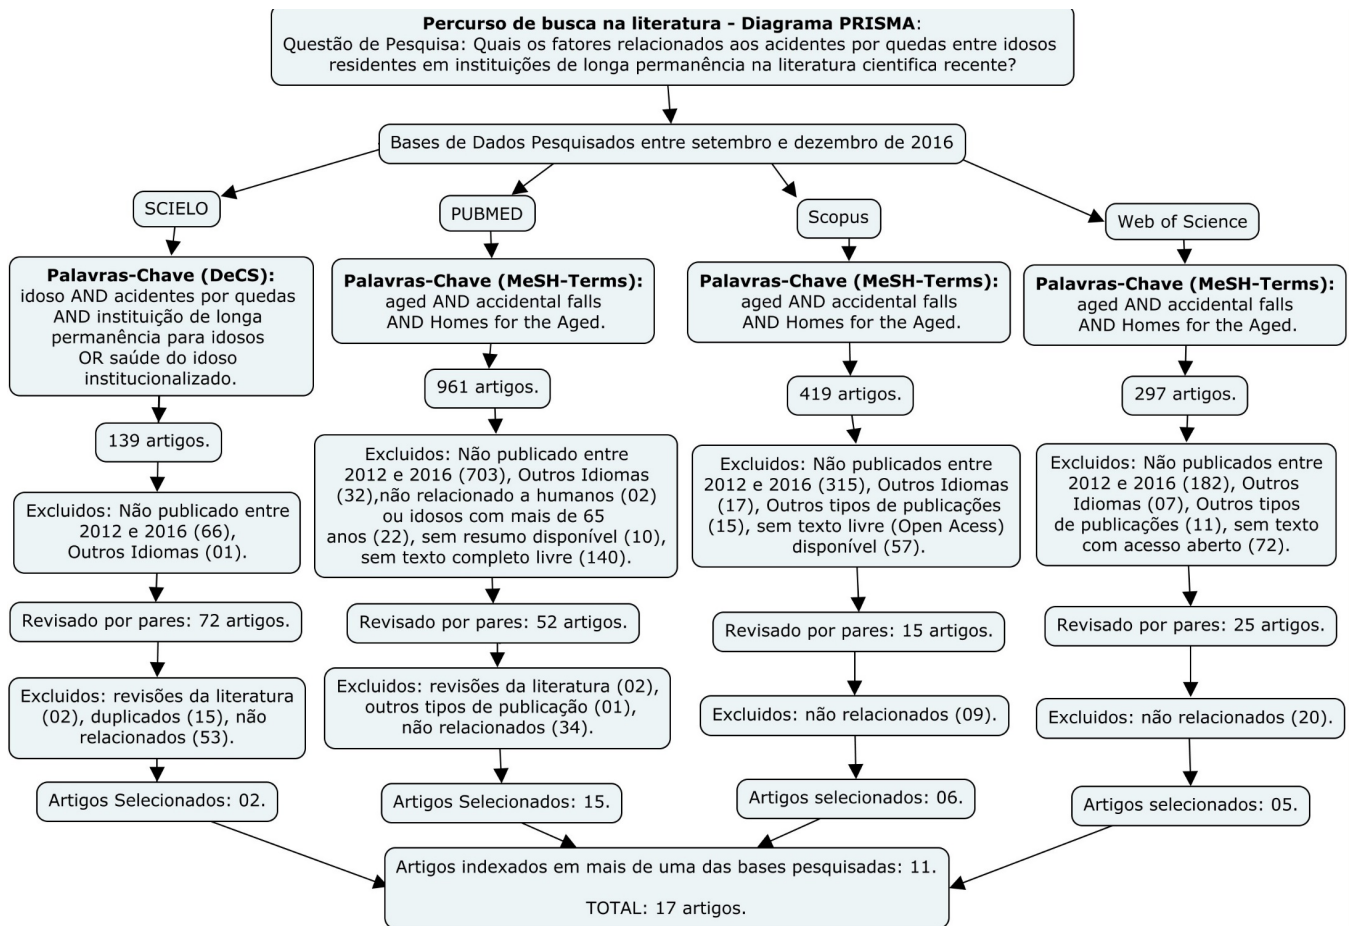 Percurso de busca na literatura - Diagrama PRISMA:
Questão de Pesquisa: Quais os fatores relacionados aos acidentes por quedas entre idosos
residentes em instituições de longa permanência na literatura cientifica recente?
Bases de Dados Pesquisados entre setembro e dezembro de 2016
SCIELO
PUBMED
Scopus
Web of Science
Palavras-Chave (DeCS):
idoso AND acidentes por quedas
AND instituição de longa
permanência para idosos
OR saúde do idoso
institucionalizado.
Palavras-Chave (MeSH-Terms):
aged AND accidental falls
AND Homes for the Aged.
Palavras-Chave (MeSH-Terms):
aged AND accidental falls
AND Homes for the Aged.
Palavras-Chave (MeSH-Terms):
aged AND accidental falls
AND Homes for the Aged.
139 artigos.
961 artigos.
419 artigos.
297 artigos.
Excluidos: Não publicado entre
2012 e 2016 (66),
Outros Idiomas (01).
Excluidos: Não publicado entre
2012 e 2016 (703), Outros Idiomas
(32),não relacionado a humanos (02)
ou idosos com mais de 65
anos (22), sem resumo disponível (10),
sem texto completo livre (140).
Excluidos: Não publicados entre
2012 e 2016 (315), Outros Idiomas
(17), Outros tipos de publicações
(15), sem texto livre (Open Acess)
disponível (57).
Excluidos: Não publicados entre
2012 e 2016 (182), Outros
Idiomas (07), Outros tipos
de publicações (11), sem texto
com acesso aberto (72).
Revisado por pares: 72 artigos.
Revisado por pares: 52 artigos.
Revisado por pares: 15 artigos.
Revisado por pares: 25 artigos.
Excluidos: revisões da literatura
(02), duplicados (15), não
relacionados (53).
Excluidos: revisões da literatura (02),
outros tipos de publicação (01),
não relacionados (34).
Excluidos: não relacionados (09).
Excluidos: não relacionados (20).
Artigos Selecionados: 02.
Artigos Selecionados: 15.
Artigos selecionados: 06.
Artigos selecionados: 05.
Artigos indexados em mais de uma das bases pesquisadas: 11.
TOTAL: 17 artigos.